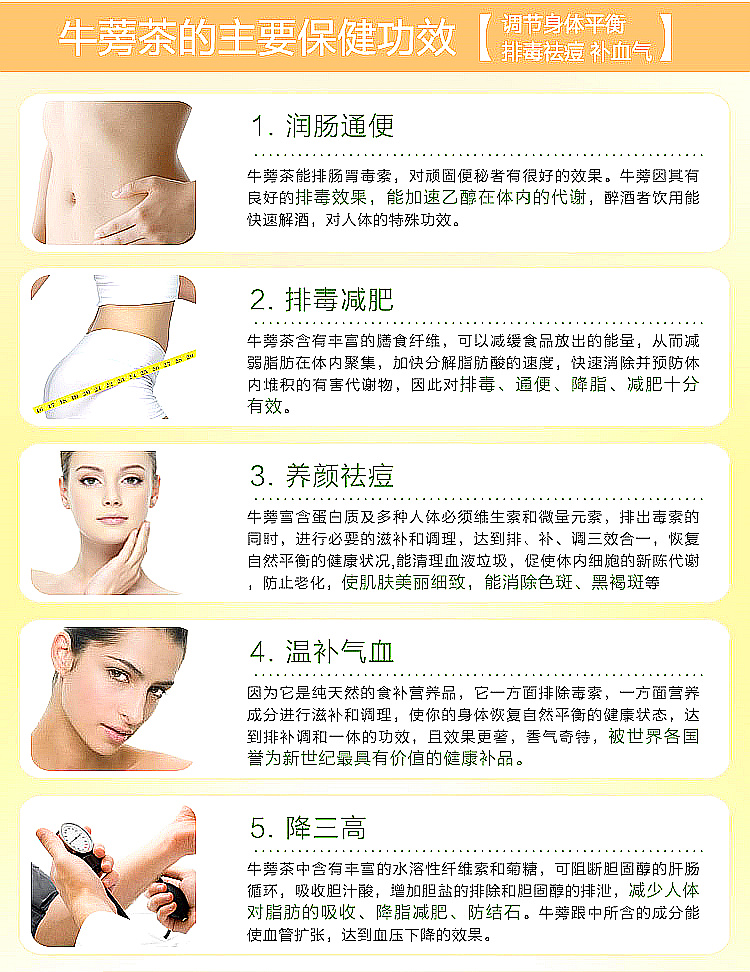 牛蒡茶的主要保健功效
【调节身体平衡
排毒祛痘 补血气】
1. 润肠通便
牛蒡茶能排肠胃毒素，对顽固便秘者有很好的效果。牛蒡因其有
良好的排毒效果，能加速乙醇在体内的代谢，醉酒者饮用能
快速解酒，对人体的特殊功效。
2. 排毒减肥
牛蒡茶含有丰富的膳食纤维，可以减缓食品放出的能量，从而减
弱脂肪在体内聚集，加快分解脂肪酸的速度，快速消除并预防体
内堆积的有害代谢物，因此对排毒、通便、降脂、减肥十分
有效。
3. 养颜祛痘
牛蒡富含蛋白质及多种人体必须维生素和微量元素，排出毒素的
同时，进行必要的滋补和调理，达到排、补、调三效合一，恢复
自然平衡的健康状况,能清理血液垃圾，促使体内细胞的新陈代谢
，防止老化，使肌肤美丽细致，能消除色斑、黑褐斑等
4. 温补气血
因为它是纯天然的食补营养品，它一方面排除毒素，一方面营养
成分进行滋补和调理，使你的身体恢复自然平衡的健康状态，达
到排补调和一体的功效，且效果更著，香气奇特，被世界各国
誉为新世纪最具有价值的健康补品。
5. 降三高
牛蒡茶中含有丰富的水溶性纤维素和菊糖，可阻断胆固醇的肝肠
循环，吸收胆汁酸，增加胆盐的排除和胆固醇的排泄，减少人体
对脂肪的吸收、降脂减肥、防结石。牛蒡跟中所含的成分能
使血管扩张，达到血压下降的效果。